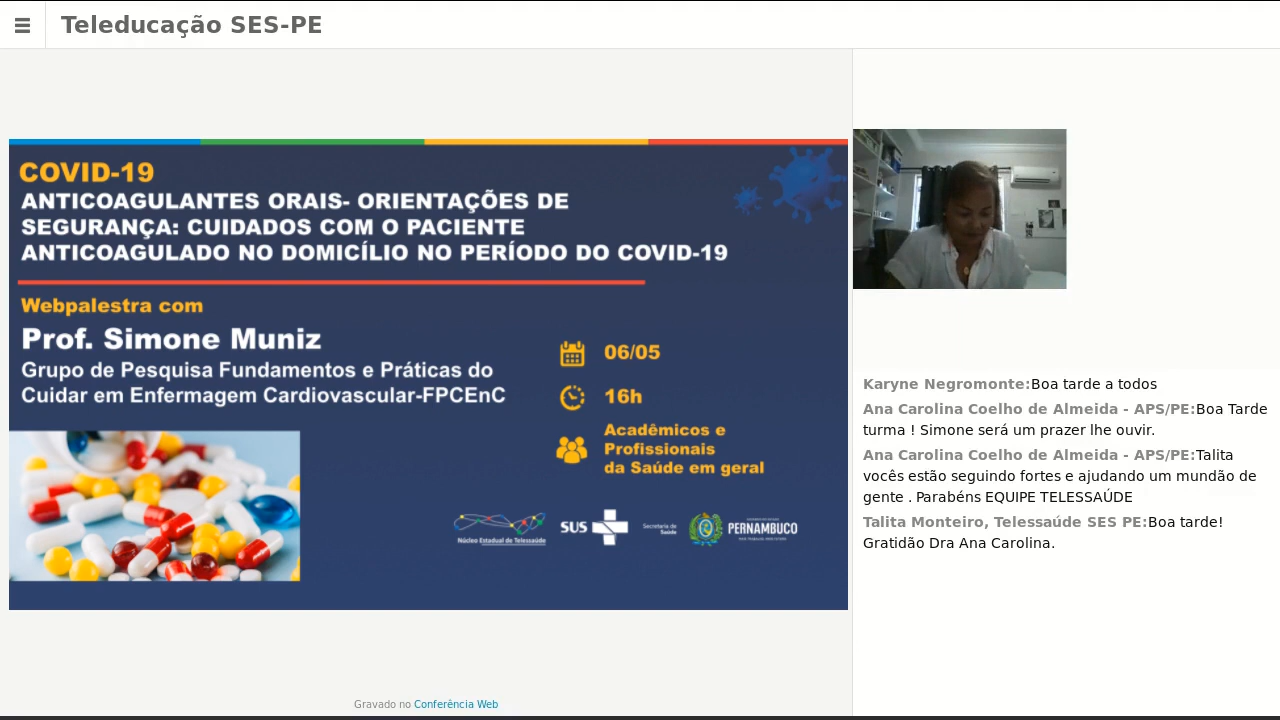 Teleducação SES-PE
COVID-19
ANTICOAGULANTES ORAIS- ORIENTAÇÕES DE
SEGURANÇA: CUIDADOS COM O PACIENTE
ANTICOAGULADO NO DOMICÍLIO NO PERÍODO DO COVID-19
Webpalestra com
Prof. Simone Muniz
Grupo de Pesquisa Fundamentos e Práticas do
Cuidar em Enfermagem Cardiovascular-FPCEnC
06/05
16h
Acadêmicos e
Profissionais
da Saúde em geral
Núcleo Estadual de Telessaúde
SUS
Secretaria de
Saúde
PERNAMBUCO
Gravado no Conferência Web
Karyne Negromonte:Boa tarde a todos
Ana Carolina Coelho de Almeida - APS/PE:Boa Tarde
turma ! Simone será um prazer lhe ouvir.
Ana Carolina Coelho de Almeida - APS/PE:Talita
vocês estão seguindo fortes e ajudando um mundão de
gente . Parabéns EQUIPE TELESSAÚDE
Talita Monteiro, Telessaúde SES PE:Boa tarde!
Gratidão Dra Ana Carolina.